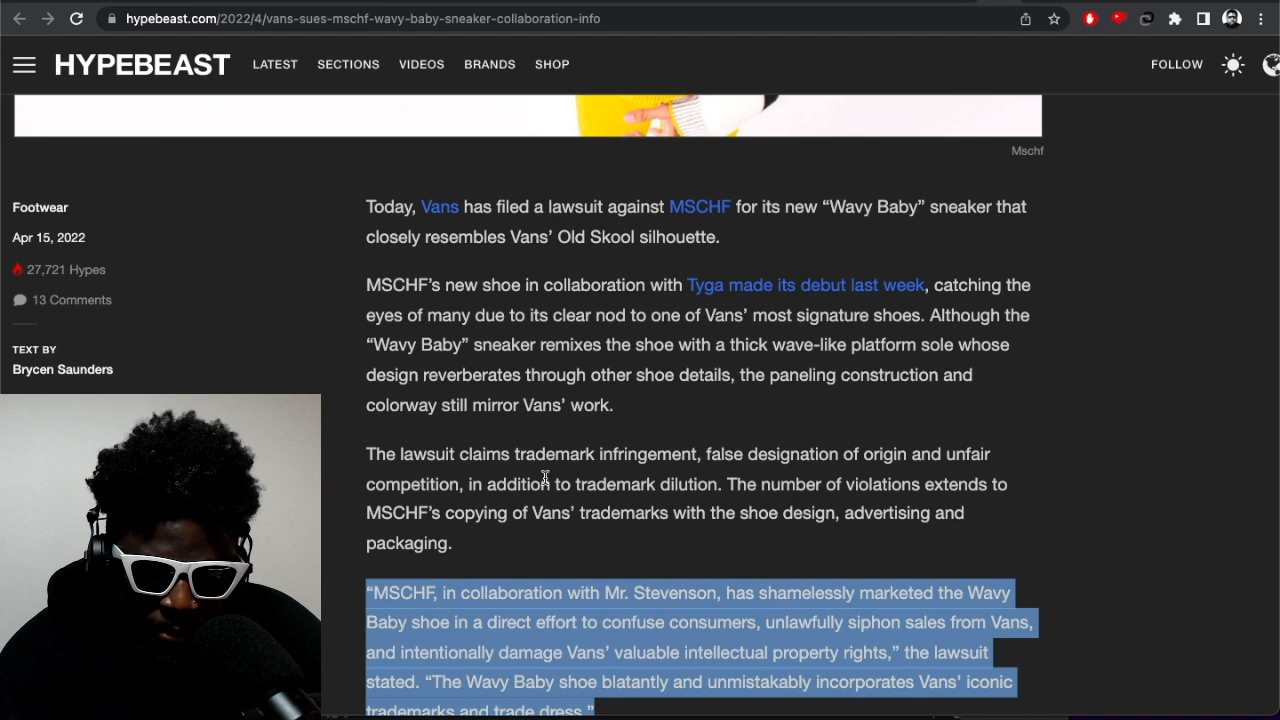 hypebeast.com/2022/4/vans-sues-mschf-wavy-baby-sneaker-collaboration-info
HYPEBEAST
LATEST
SECTIONS
VIDEOS
BRANDS
SHOP
FOLLOW
Mschf
Footwear
Apr 15, 2022
27,721 Hypes
13 Comments
TEXT BY
Brycen Saunders
Today, Vans has filed a lawsuit against MSCHF for its new “Wavy Baby” sneaker that
closely resembles Vans’ Old Skool silhouette.
MSCHF’s new shoe in collaboration with Tyga made its debut last week, catching the
eyes of many due to its clear nod to one of Vans’ most signature shoes. Although the
“Wavy Baby” sneaker remixes the shoe with a thick wave-like platform sole whose
design reverberates through other shoe details, the paneling construction and
colorway still mirror Vans’ work.
The lawsuit claims trademark infringement, false designation of origin and unfair
competition, in addition to trademark dilution. The number of violations extends to
MSCHF’s copying of Vans’ trademarks with the shoe design, advertising and
packaging.
“MSCHF, in collaboration with Mr. Stevenson, has shamelessly marketed the Wavy
Baby shoe in a direct effort to confuse consumers, unlawfully siphon sales from Vans,
and intentionally damage Vans’ valuable intellectual property rights,” the lawsuit
stated. “The Wavy Baby shoe blatantly and unmistakably incorporates Vans’ iconic
trademarks and trade dress.”